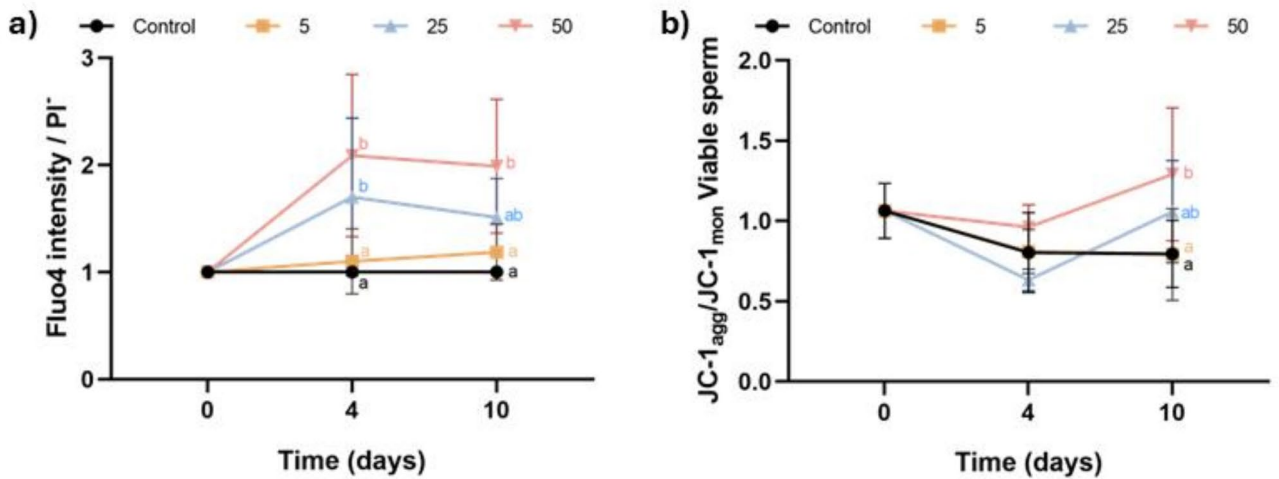 a)
Control 5 25 50
Fluo4 intensity / PI⁻
3
2
1
0
b
b
a
a
b
ab
a
a
0 4 10
Time (days)
b)
Control 5 25 50
JC-1agg/JC-1mon Viable sperm
2.0
1.5
1.0
0.5
0.0
b
ab
a
a
0 4 10
Time (days)